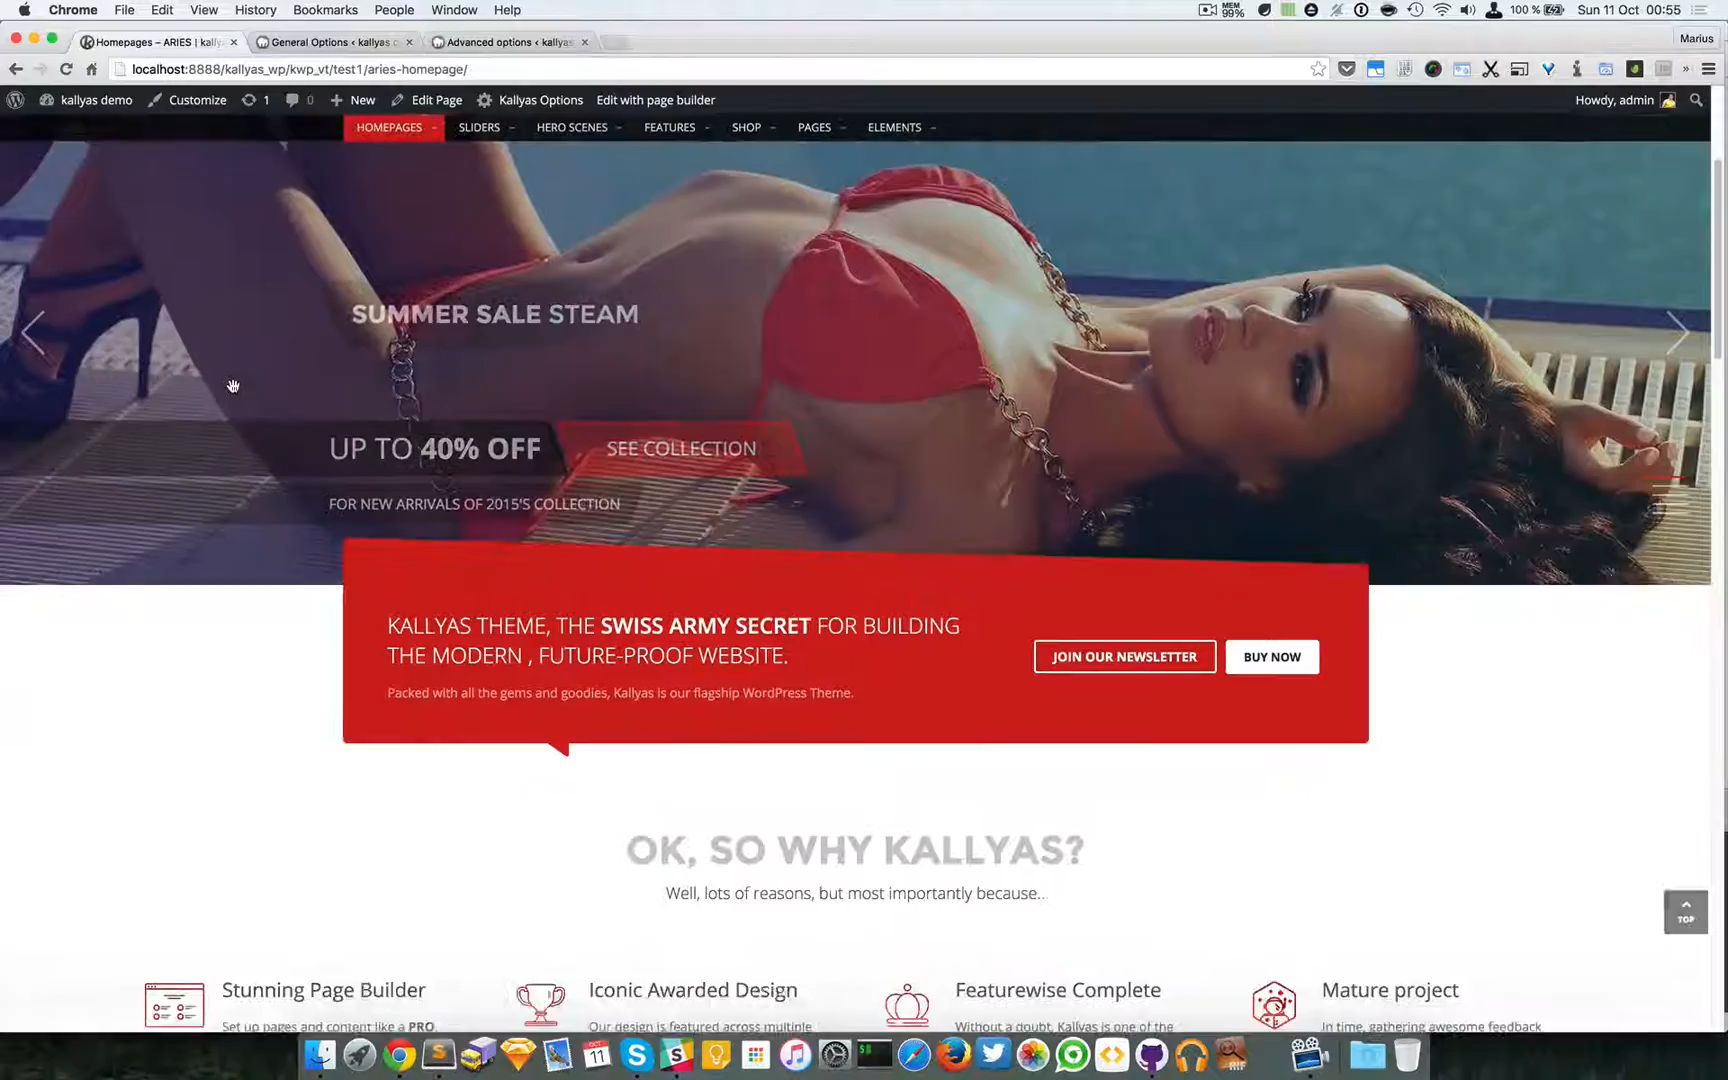 Chrome File Edit View History Bookmarks People Window Help
MEM 99% 100 % Sun 11 Oct 00:55
Homepages – ARIES | kally
General Options ‹ kallyas
Advanced options ‹ kallyas
Marius
localhost:8888/kallyas_wp/kwp_vt/test1/aries-homepage/
kallyas demo Customize 1 0 New Edit Page Kallyas Options Edit with page builder Howdy, admin
HOMEPAGES SLIDERS HERO SCENES FEATURES SHOP PAGES ELEMENTS
SUMMER SALE STEAM
UP TO 40% OFF SEE COLLECTION
FOR NEW ARRIVALS OF 2015'S COLLECTION
KALLYAS THEME, THE SWISS ARMY SECRET FOR BUILDING
THE MODERN , FUTURE-PROOF WEBSITE.
Packed with all the gems and goodies, Kallyas is our flagship WordPress Theme.
JOIN OUR NEWSLETTER BUY NOW
OK, SO WHY KALLYAS?
Well, lots of reasons, but most importantly because...
TOP
Stunning Page Builder Iconic Awarded Design Featurewise Complete Mature project
Set up pages and content like a PRO. Our design is featured across multiple Without a doubt, Kallyas is one of the In time, gathering awesome feedback
OCT
11